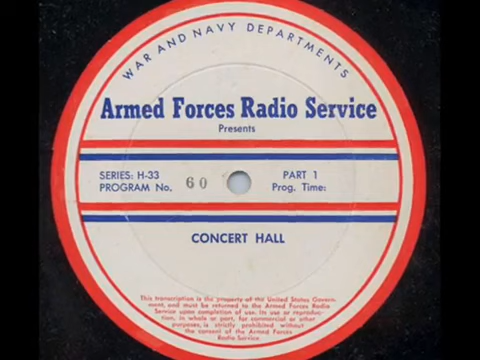 WAR AND NAVY DEPARTMENTS
Armed Forces Radio Service
Presents
SERIES: H-33
PROGRAM No. 60
PART 1
Prog. Time:
CONCERT HALL
This transcription is the property of the United States Govern-
ment, and must be returned to the Armed Forces Radio
Service upon completion of use. Its use or reproduc-
tion, in whole or part, for commercial or other
purposes, is strictly prohibited without
the consent of the Armed Forces
Radio Service.